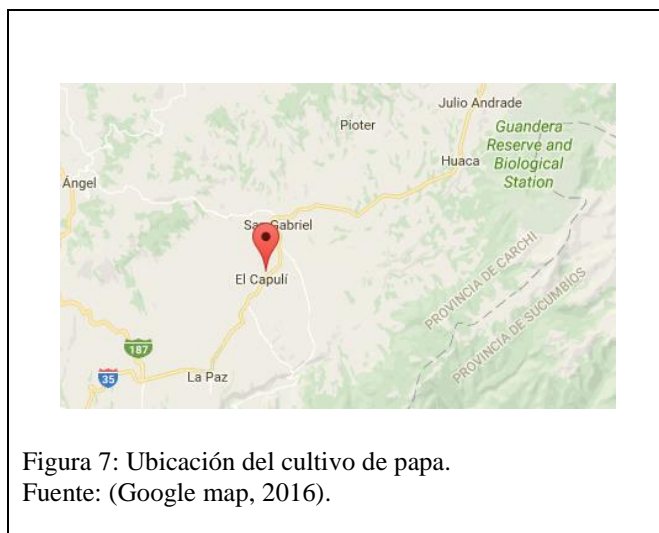 Julio Andrade
Pioter
Guandera
Reserve and
Biological
Station
Huaca
Ángel
San Gabriel
El Capulí
PROVINCIA DE CARCHI
PROVINCIA DE SUCUMBÍOS
187
35
La Paz
Figura 7: Ubicación del cultivo de papa.
Fuente: (Google map, 2016).